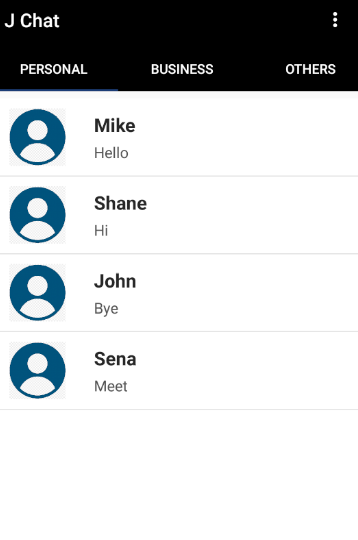 J Chat
PERSONAL BUSINESS OTHERS
Mike
Hello
Shane
Hi
John
Bye
Sena
Meet